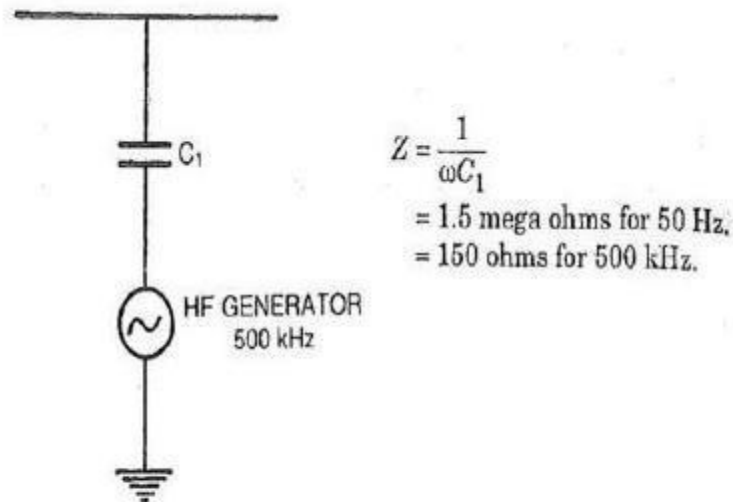 C₁
HF GENERATOR
500 kHz
Z = 1/ωC₁
= 1.5 mega ohms for 50 Hz.
= 150 ohms for 500 kHz.